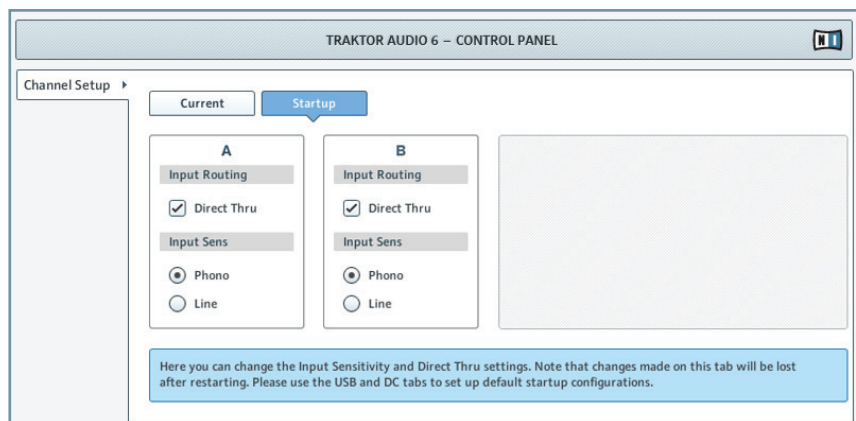 TRAKTOR AUDIO 6 – CONTROL PANEL
NI
Channel Setup
Current
Startup
A
Input Routing
Direct Thru
Input Sens
Phono
Line
B
Input Routing
Direct Thru
Input Sens
Phono
Line
Here you can change the Input Sensitivity and Direct Thru settings. Note that changes made on this tab will be lost
after restarting. Please use the USB and DC tabs to set up default startup configurations.